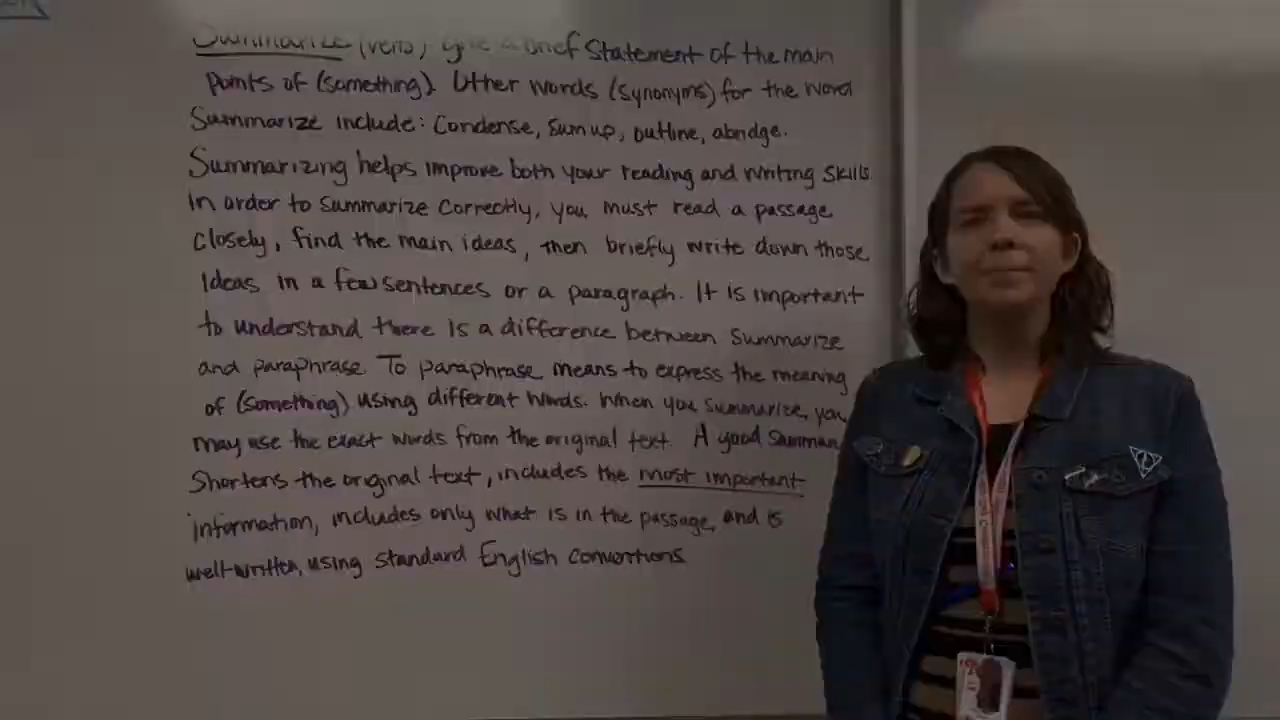 Summarize (verb) give a brief statement of the main
points of (something). Other words (synonyms) for the word
Summarize include: Condense, sum up, outline, abridge.
Summarizing helps improve both your reading and writing skills.
In order to summarize correctly, you must read a passage
closely, find the main ideas, then briefly write down those
ideas in a few sentences or a paragraph. It is important
to understand there is a difference between summarize
and paraphrase. To paraphrase means to express the meaning
of (something) using different words. When you summarize, you
may use the exact words from the original text. A good Summar
Shortens the original text, includes the most important
information, includes only what is in the passage, and is
well-written, using standard English conventions